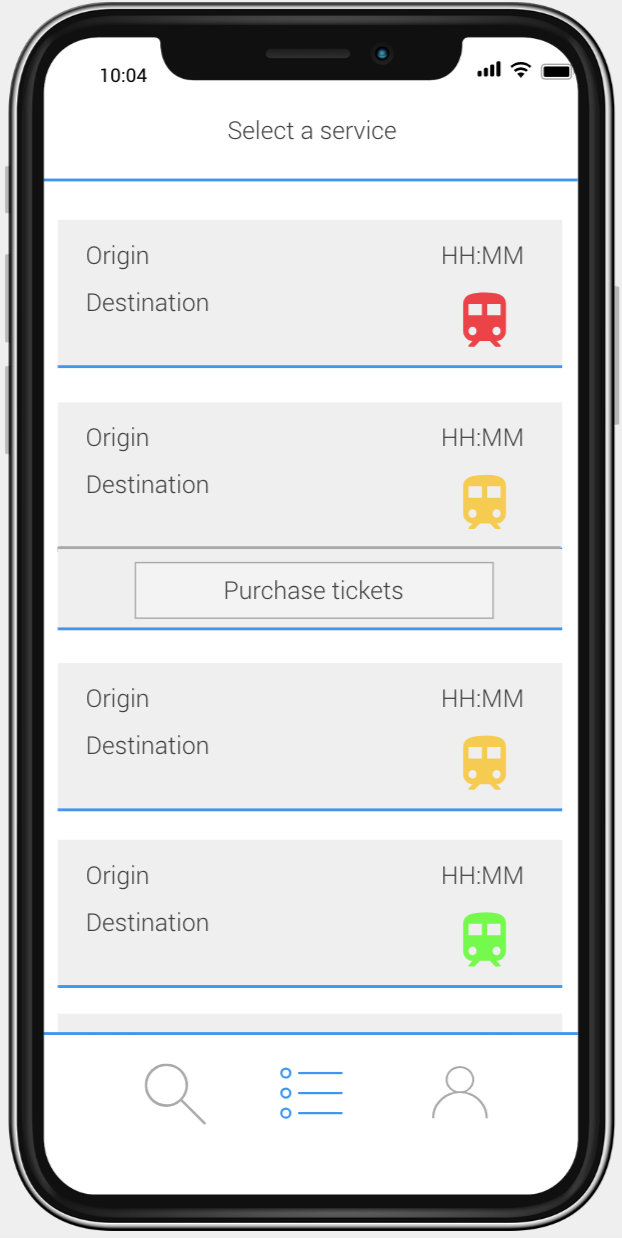 10:04
Select a service
Origin HH:MM
Destination
Origin HH:MM
Destination
Purchase tickets
Origin HH:MM
Destination
Origin HH:MM
Destination